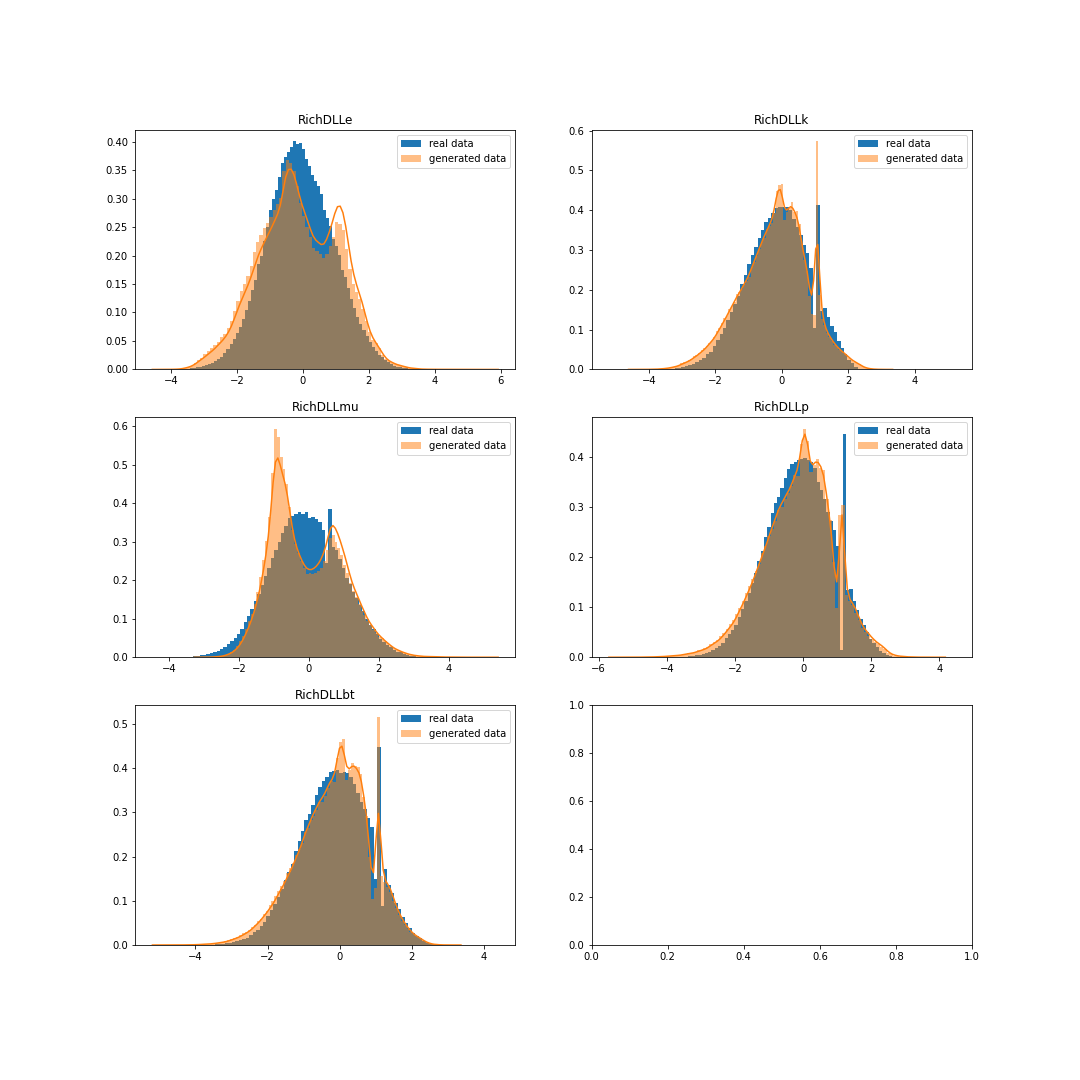 RichDLLe
0.40
0.35
0.30
0.25
0.20
0.15
0.10
0.05
0.00
−4 −2 0 2 4 6
real data
generated data
RichDLLk
0.6
0.5
0.4
0.3
0.2
0.1
0.0
−4 −2 0 2 4
real data
generated data
RichDLLmu
0.6
0.5
0.4
0.3
0.2
0.1
0.0
−4 −2 0 2 4
real data
generated data
RichDLLp
0.4
0.3
0.2
0.1
0.0
−6 −4 −2 0 2 4
real data
generated data
RichDLLbt
0.5
0.4
0.3
0.2
0.1
0.0
−4 −2 0 2 4
real data
generated data
1.0
0.8
0.6
0.4
0.2
0.0
0.0 0.2 0.4 0.6 0.8 1.0